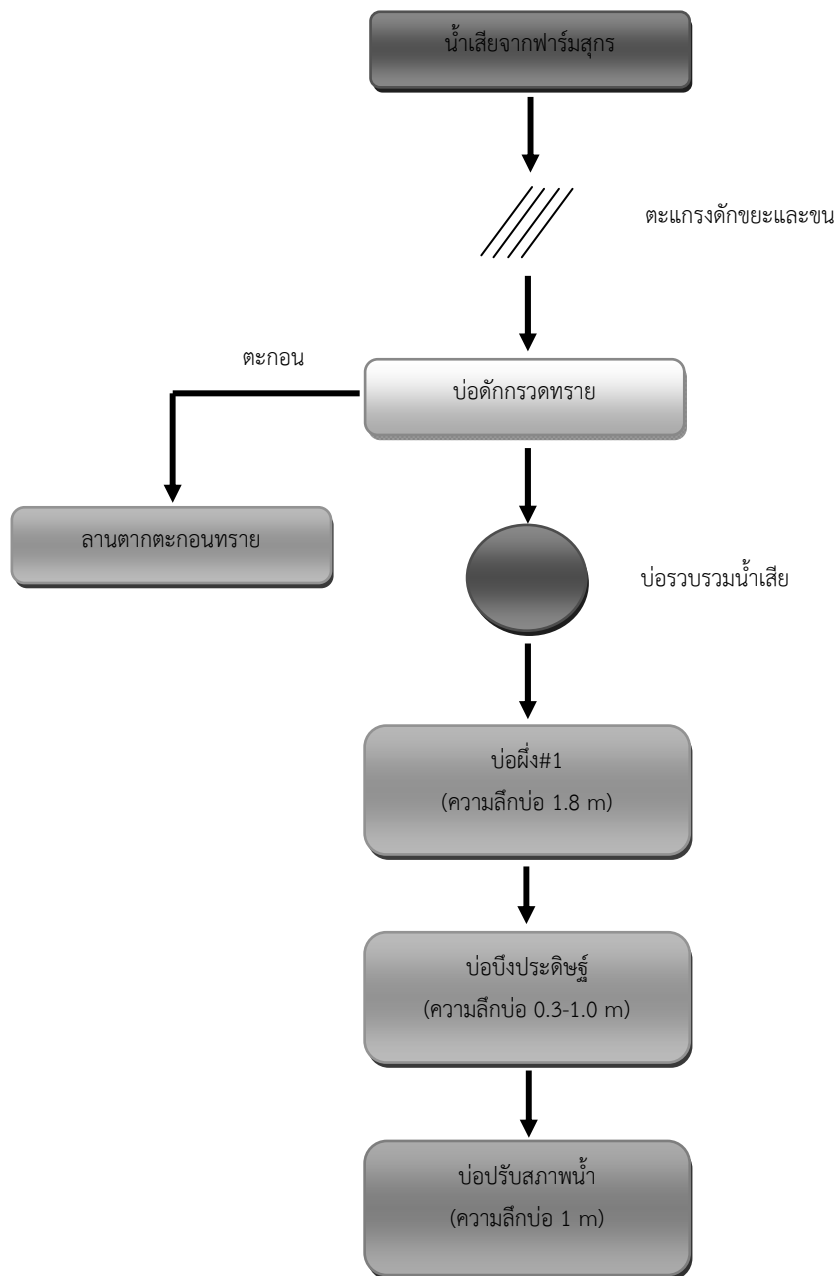 น้ำเสียจากฟาร์มสุกร
ตะแกรงดักขยะและขน
ตะกอน
บ่อดักกรวดทราย
ลานตากตะกอนทราย
บ่อรวบรวมน้ำเสีย
บ่อผึ่ง#1
(ความลึกบ่อ 1.8 m)
บ่อบึงประดิษฐ์
(ความลึกบ่อ 0.3-1.0 m)
บ่อปรับสภาพน้ำ
(ความลึกบ่อ 1 m)